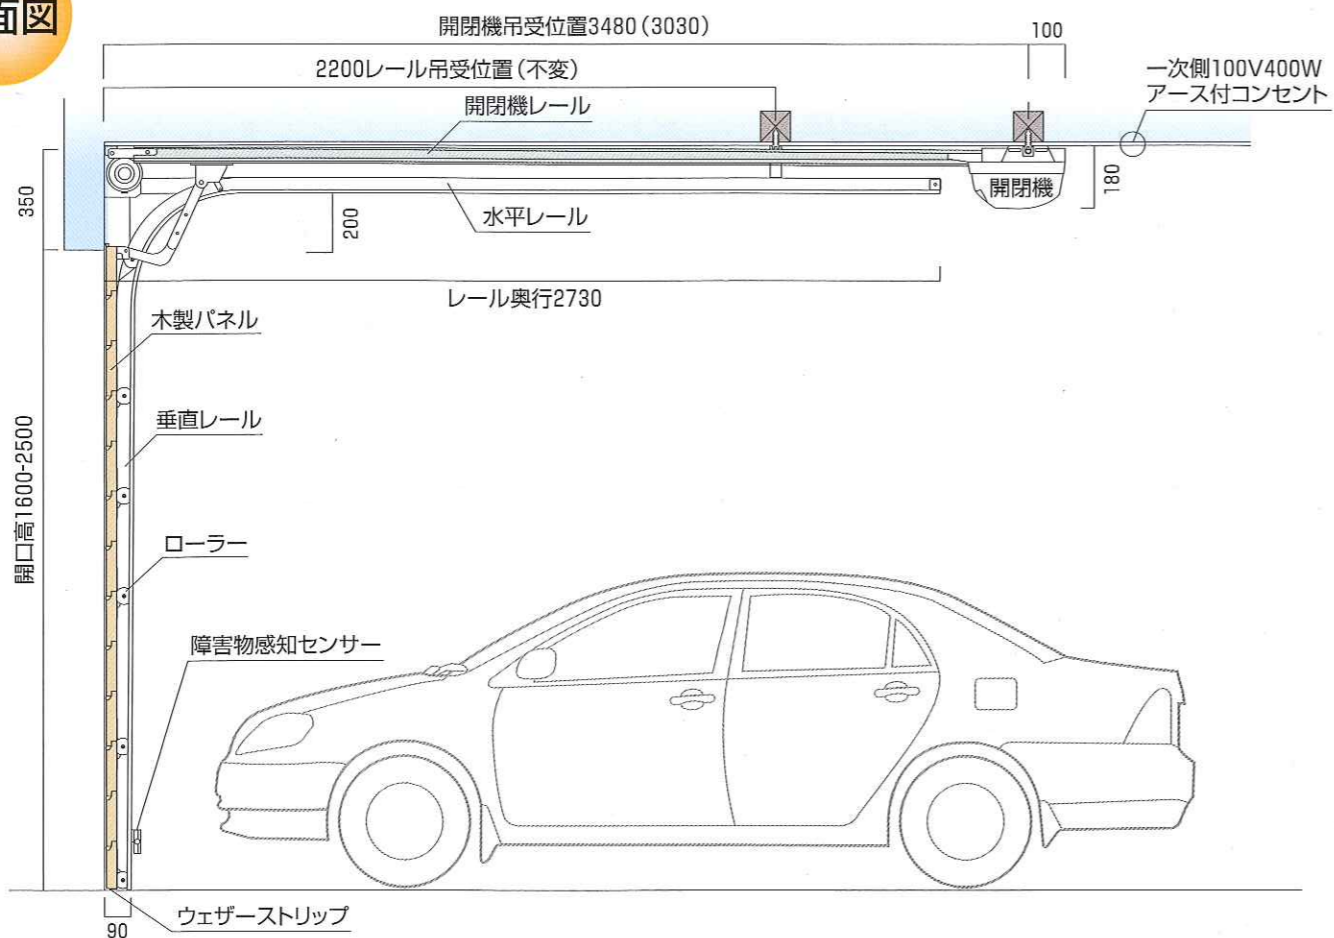 面図
開閉機吊受位置3480(3030)
100
2200レール吊受位置(不変)
一次側100V400W
アース付コンセント
開閉機レール
350
開閉機
180
水平レール
200
レール奥行2730
木製パネル
垂直レール
開口高1600-2500
ローラー
障害物感知センサー
ウェザーストリップ
90